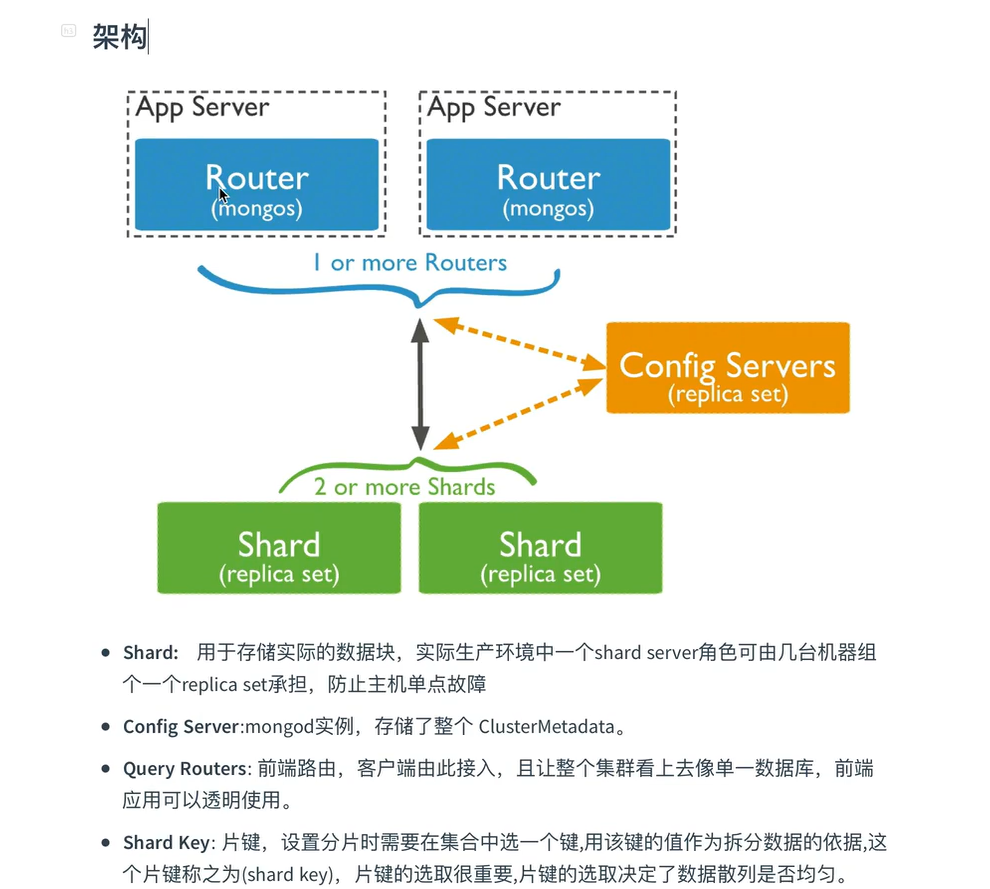 架构
App Server
App Server
Router
(mongos)
Router
(mongos)
1 or more Routers
Config Servers
(replica set)
2 or more Shards
Shard
(replica set)
Shard
(replica set)
Shard: 用于存储实际的数据块，实际生产环境中一个shard server角色可由几台机器组
个一个replica set承担，防止主机单点故障
Config Server:mongod实例，存储了整个 ClusterMetadata。
Query Routers: 前端路由，客户端由此接入，且让整个集群看上去像单一数据库，前端
应用可以透明使用。
Shard Key: 片键，设置分片时需要在集合中选一个键,用该键的值作为拆分数据的依据,这
个片键称之为(shard key)，片键的选取很重要,片键的选取决定了数据散列是否均匀。